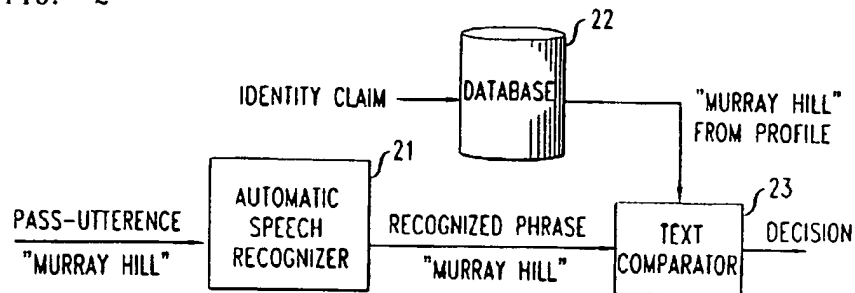 FIG. 2
22
IDENTITY CLAIM
DATABASE
"MURRAY HILL"
FROM PROFILE
21
23
PASS-UTTERENCE
"MURRAY HILL"
AUTOMATIC
SPEECH
RECOGNIZER
RECOGNIZED PHRASE
"MURRAY HILL"
TEXT
COMPARATOR
DECISION